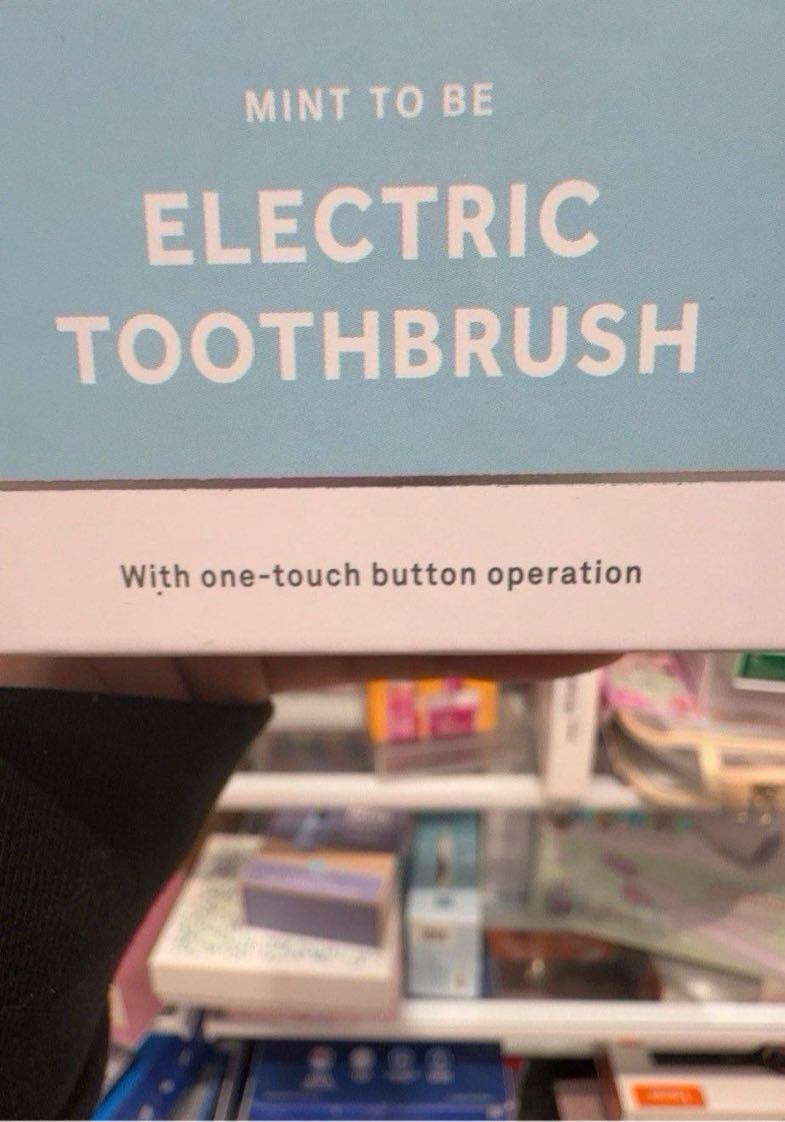 MINT TO BE
ELECTRIC
TOOTHBRUSH
With one-touch button operation